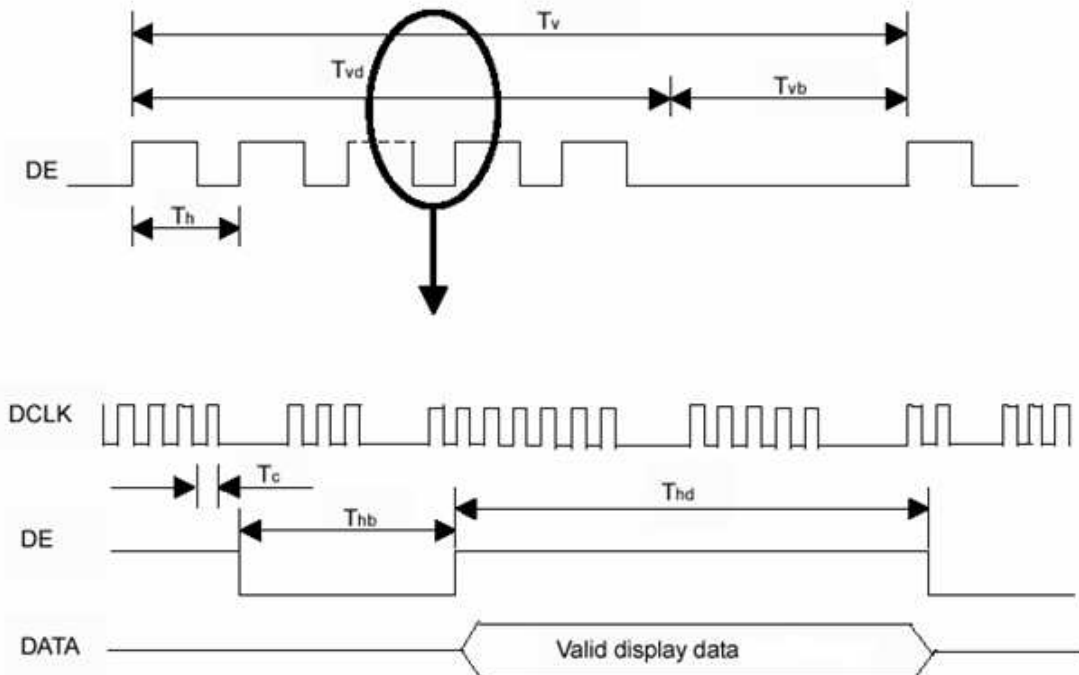 Tv
Tvd
Tvb
DE
Th
DCLK
Tc
Thd
Thb
DE
DATA
Valid display data